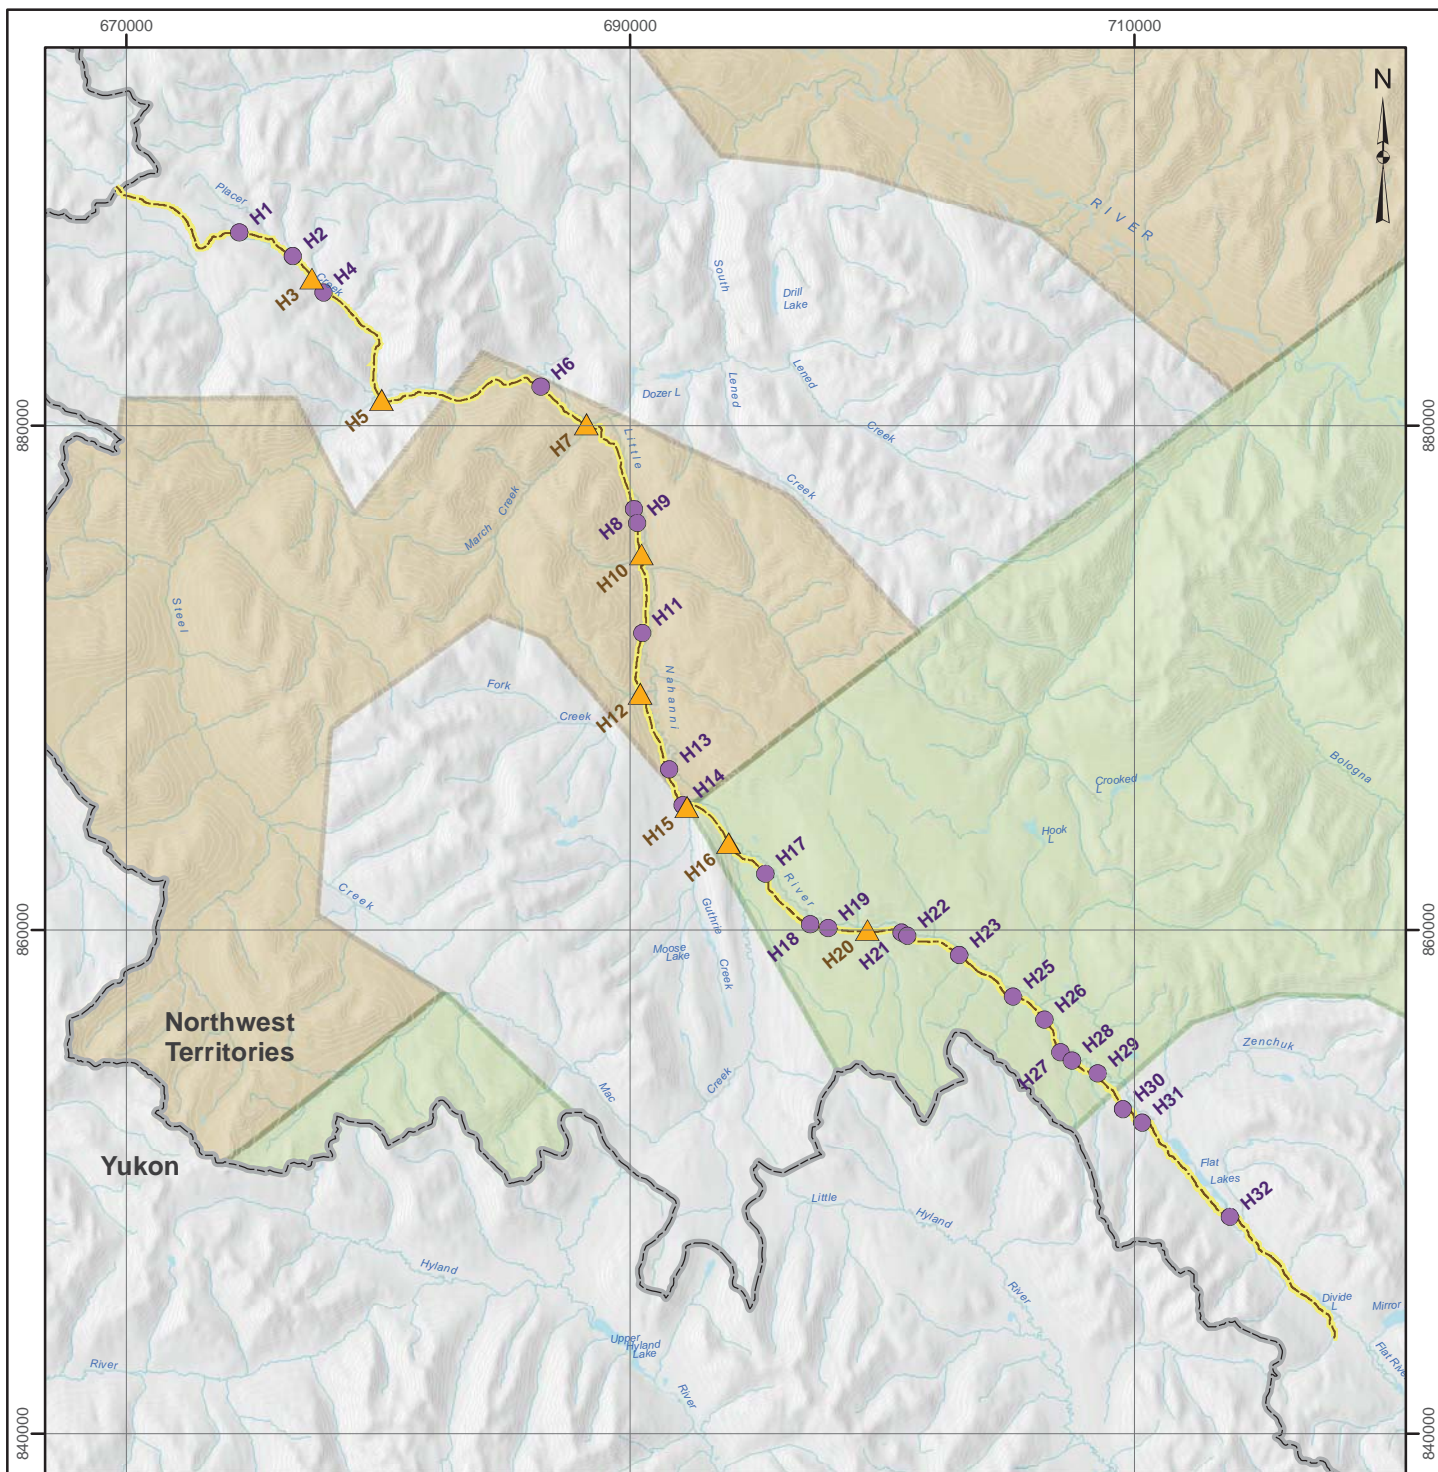 670000
690000
710000
N
Placer
H1
H2
RIVER
Creek
H4
H3
South
Drill
Lake
H6
Lened
Lened
Dozer L
H5
880000
880000
Creek
H7
Little
Creek
March Creek
H8
H9
H10
Steel
H11
Nahanni
Fork
Creek
H12
H13
Bologna
Crooked
L
H14
H15
Hook
L
H16
H17
Creek
River
Guthrie
H19
H22
860000
860000
H18
H20
H21
H23
Moose
Lake
Creek
H25
H26
Northwest
Territories
Zenchuk
H28
H27
H29
Mac
Creek
H30
H31
Yukon
Flat
Lakes
Little
H32
Hyland
Hyland
River
Divide
L
Mirror
Upper
Hyland
Lake
River
Flat River
River
840000
840000